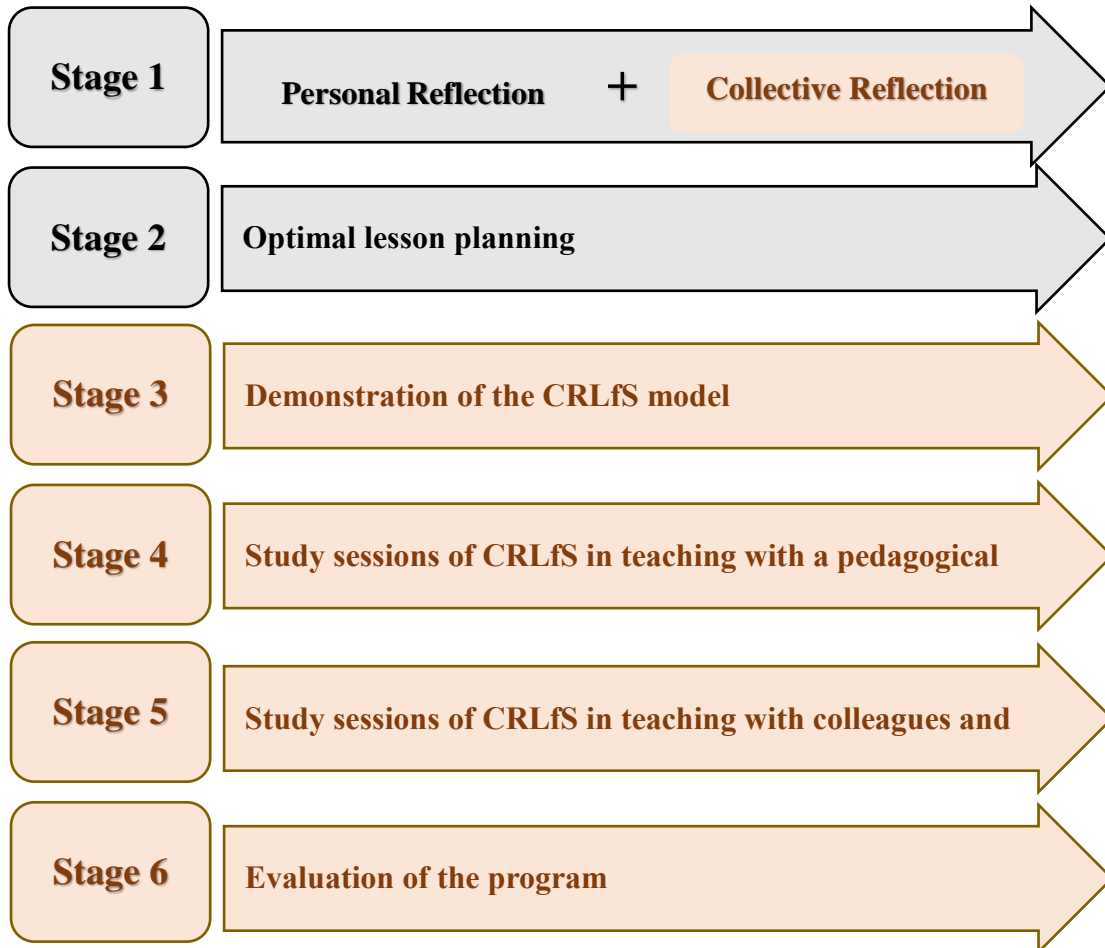 Stage 1
Personal Reflection + Collective Reflection
Stage 2
Optimal lesson planning
Stage 3
Demonstration of the CRLfS model
Stage 4
Study sessions of CRLfS in teaching with a pedagogical
Stage 5
Study sessions of CRLfS in teaching with colleagues and
Stage 6
Evaluation of the program